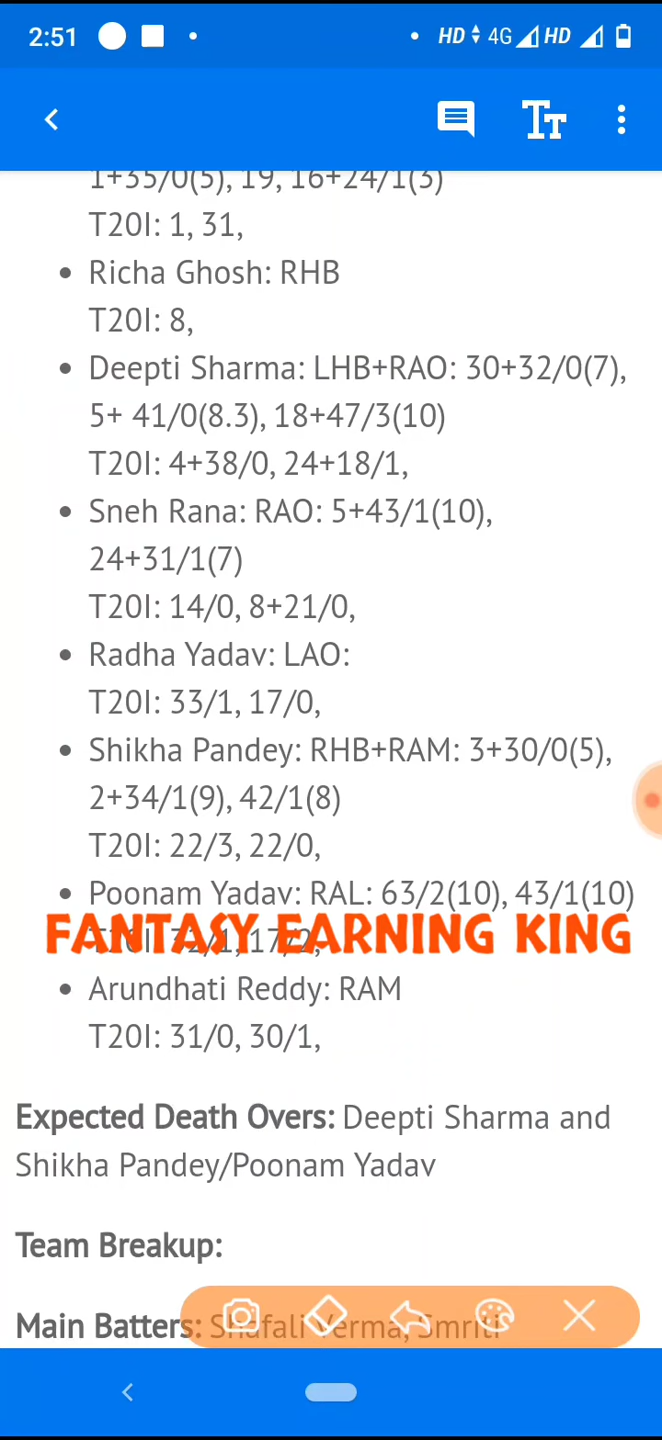 2:51
HD 4G HD
TT
1+35/0(5), 19, 16+24/1(3)
T20I: 1, 31,
Richa Ghosh: RHB
T20I: 8,
Deepti Sharma: LHB+RAO: 30+32/0(7),
5+ 41/0(8.3), 18+47/3(10)
T20I: 4+38/0, 24+18/1,
Sneh Rana: RAO: 5+43/1(10),
24+31/1(7)
T20I: 14/0, 8+21/0,
Radha Yadav: LAO:
T20I: 33/1, 17/0,
Shikha Pandey: RHB+RAM: 3+30/0(5),
2+34/1(9), 42/1(8)
T20I: 22/3, 22/0,
Poonam Yadav: RAL: 63/2(10), 43/1(10)
FANTASY EARNING KING
Arundhati Reddy: RAM
T20I: 31/0, 30/1,
Expected Death Overs: Deepti Sharma and
Shikha Pandey/Poonam Yadav
Team Breakup:
Main Batters: Shafali Verma, Smriti